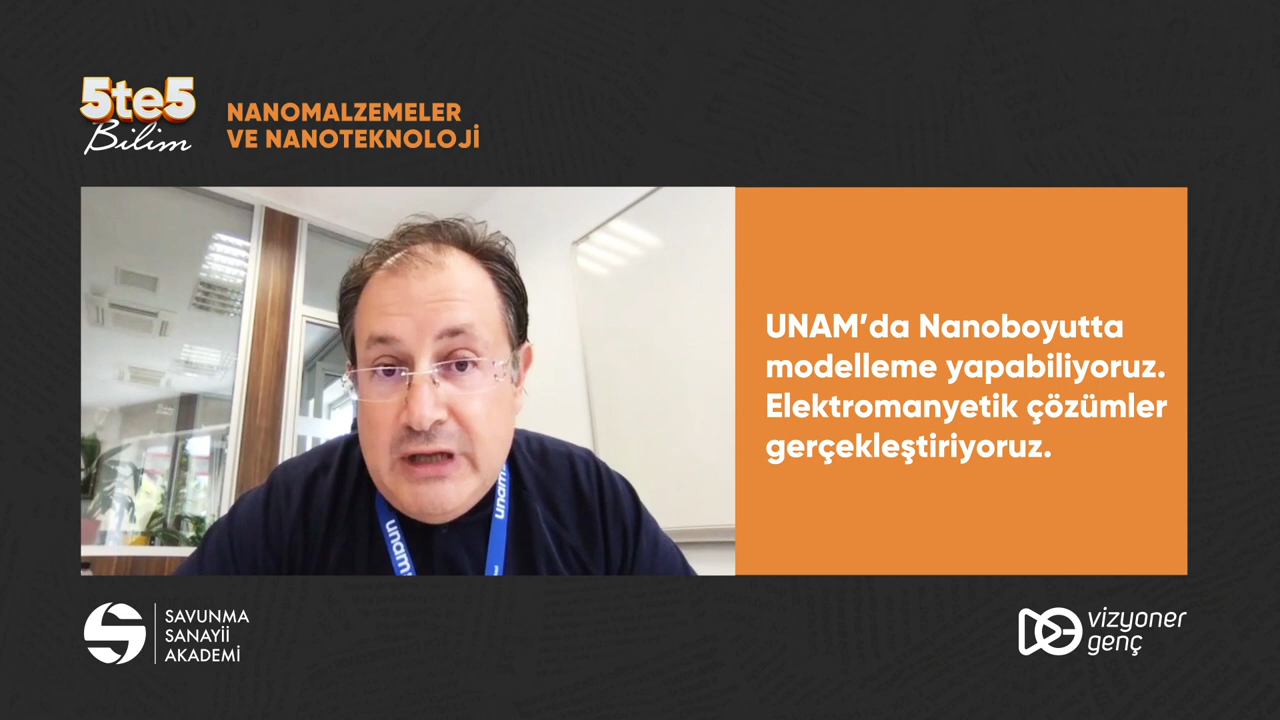 5te5
Bilim
NANOMALZEMELER
VE NANOTEKNOLOJİ
UNAM’da Nanoboyutta
modelleme yapabiliyoruz.
Elektromanyetik çözümler
gerçekleştiriyoruz.
unam
unam
SAVUNMA
SANAYİİ
AKADEMİ
vizyoner
genç